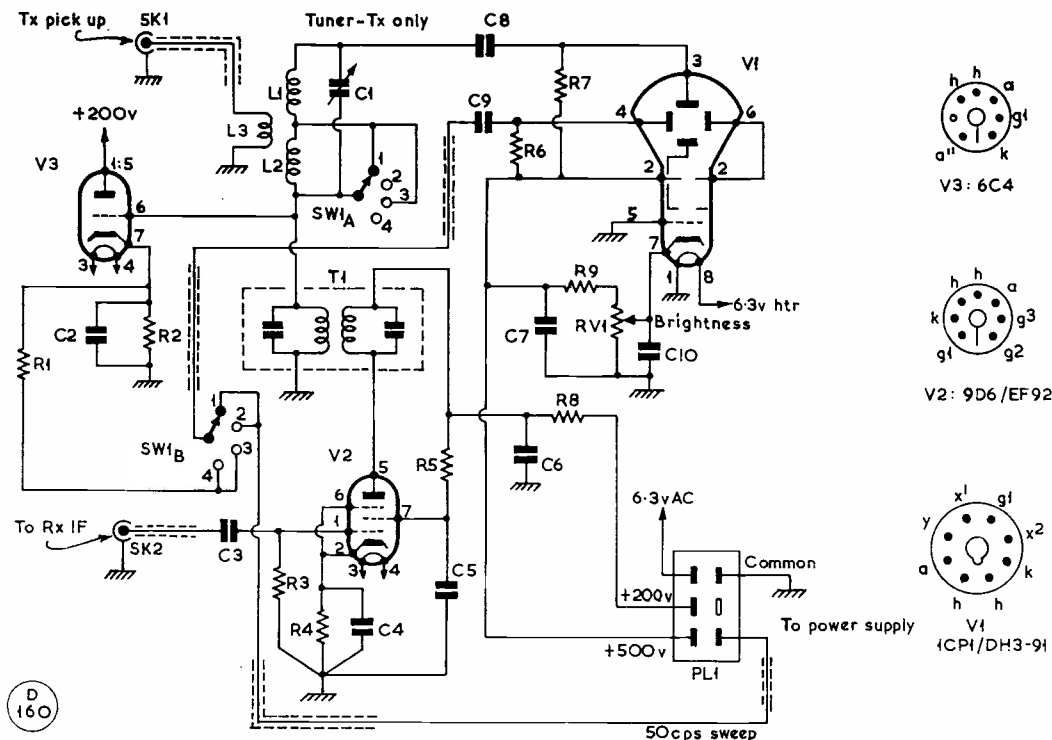 Tx pick up
SK1
Tuner-Tx only
C8
3
V1
R7
L1
C1
+200v
L3
C9
4
6
R6
V3
1:5
L2
1
2
3
4
SW1A
2
2
6
5
7
7
3
4
1
8
T1
R9
6·3v htr
C2
R2
C7
RV1
Brightness
R1
C10
1
2
3
4
SW1B
R8
V2
5
R5
C6
6
7
1
2
3
4
To Rx IF
SK2
C3
R3
C5
R4
C4
6·3vAC
Common
+200v
To power supply
+500v
PL1
50cps sweep
D
160
h
h
a
g1
k
a"
V3: 6C4
h
h
a
k
g3
g1
g2
V2: 9D6/EF92
x'
g1
y
x2
a
k
h
h
V1
1CP1/DH3-91